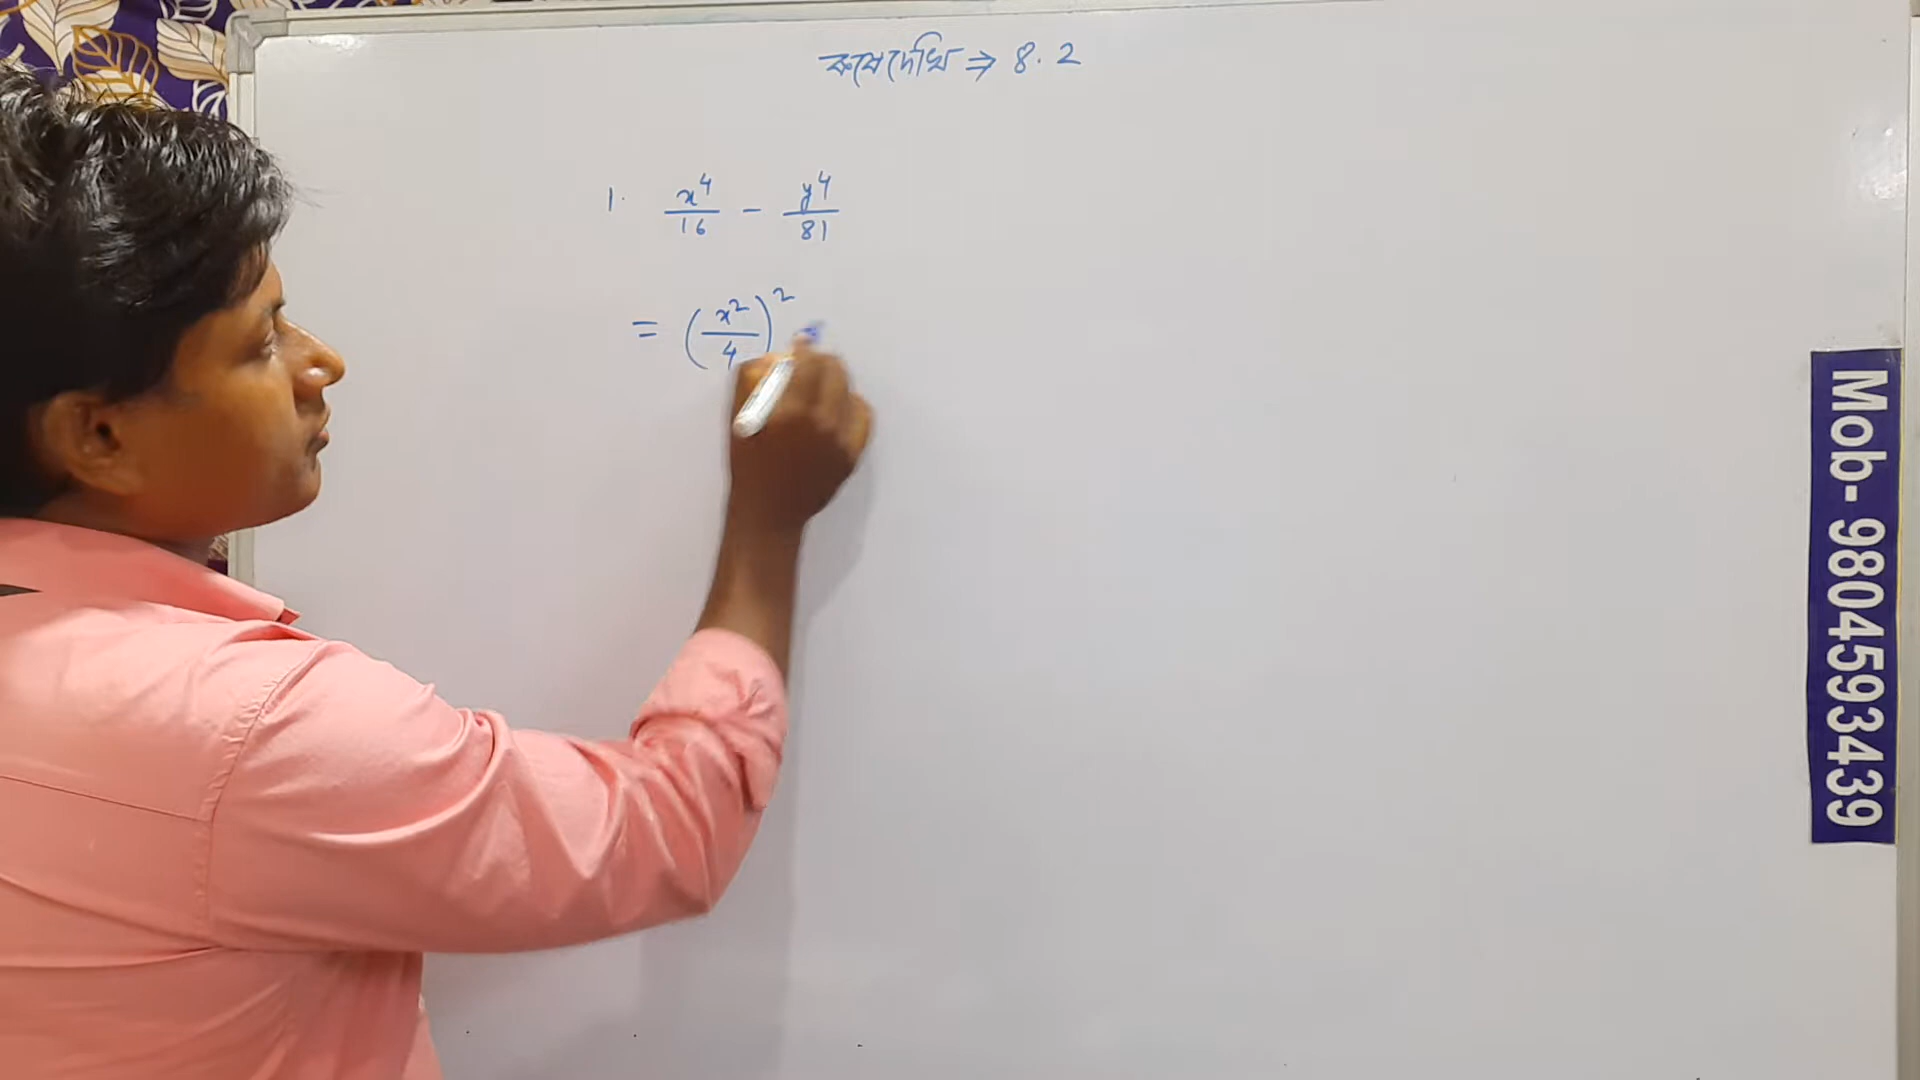 কষে দেখি ⇒ 8.2
1. x⁴/16 - y⁴/81
= (x²/4)²
Mob- 9804593439